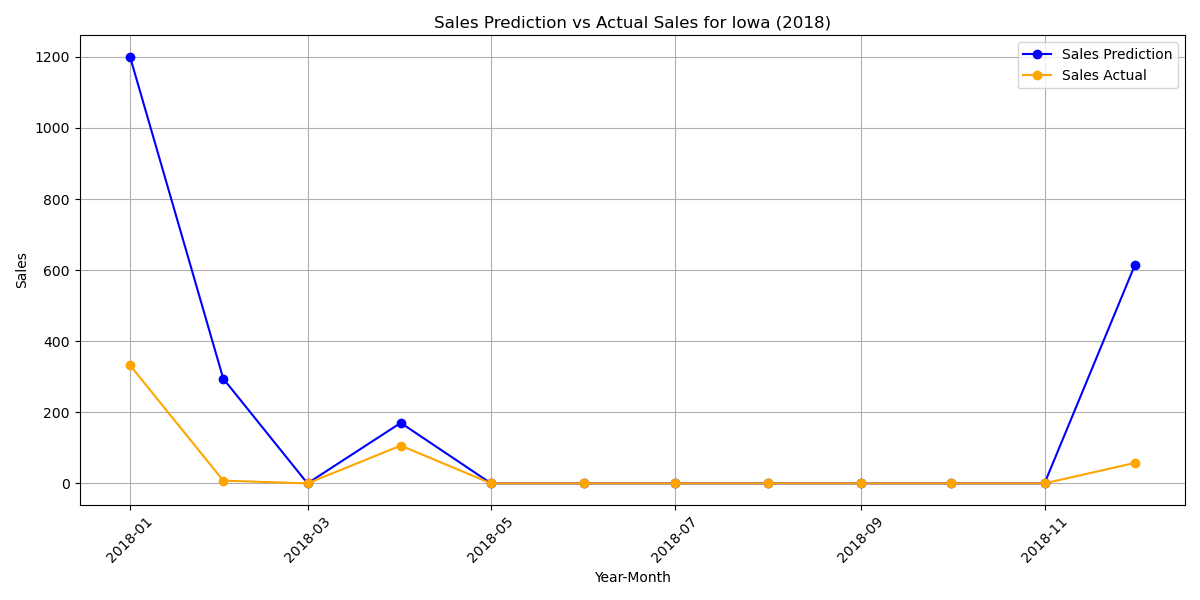 Sales Prediction vs Actual Sales for Iowa (2018)
Sales Prediction
Sales Actual
1200
1000
800
600
400
200
0
Sales
2018-01
2018-03
2018-05
2018-07
2018-09
2018-11
Year-Month